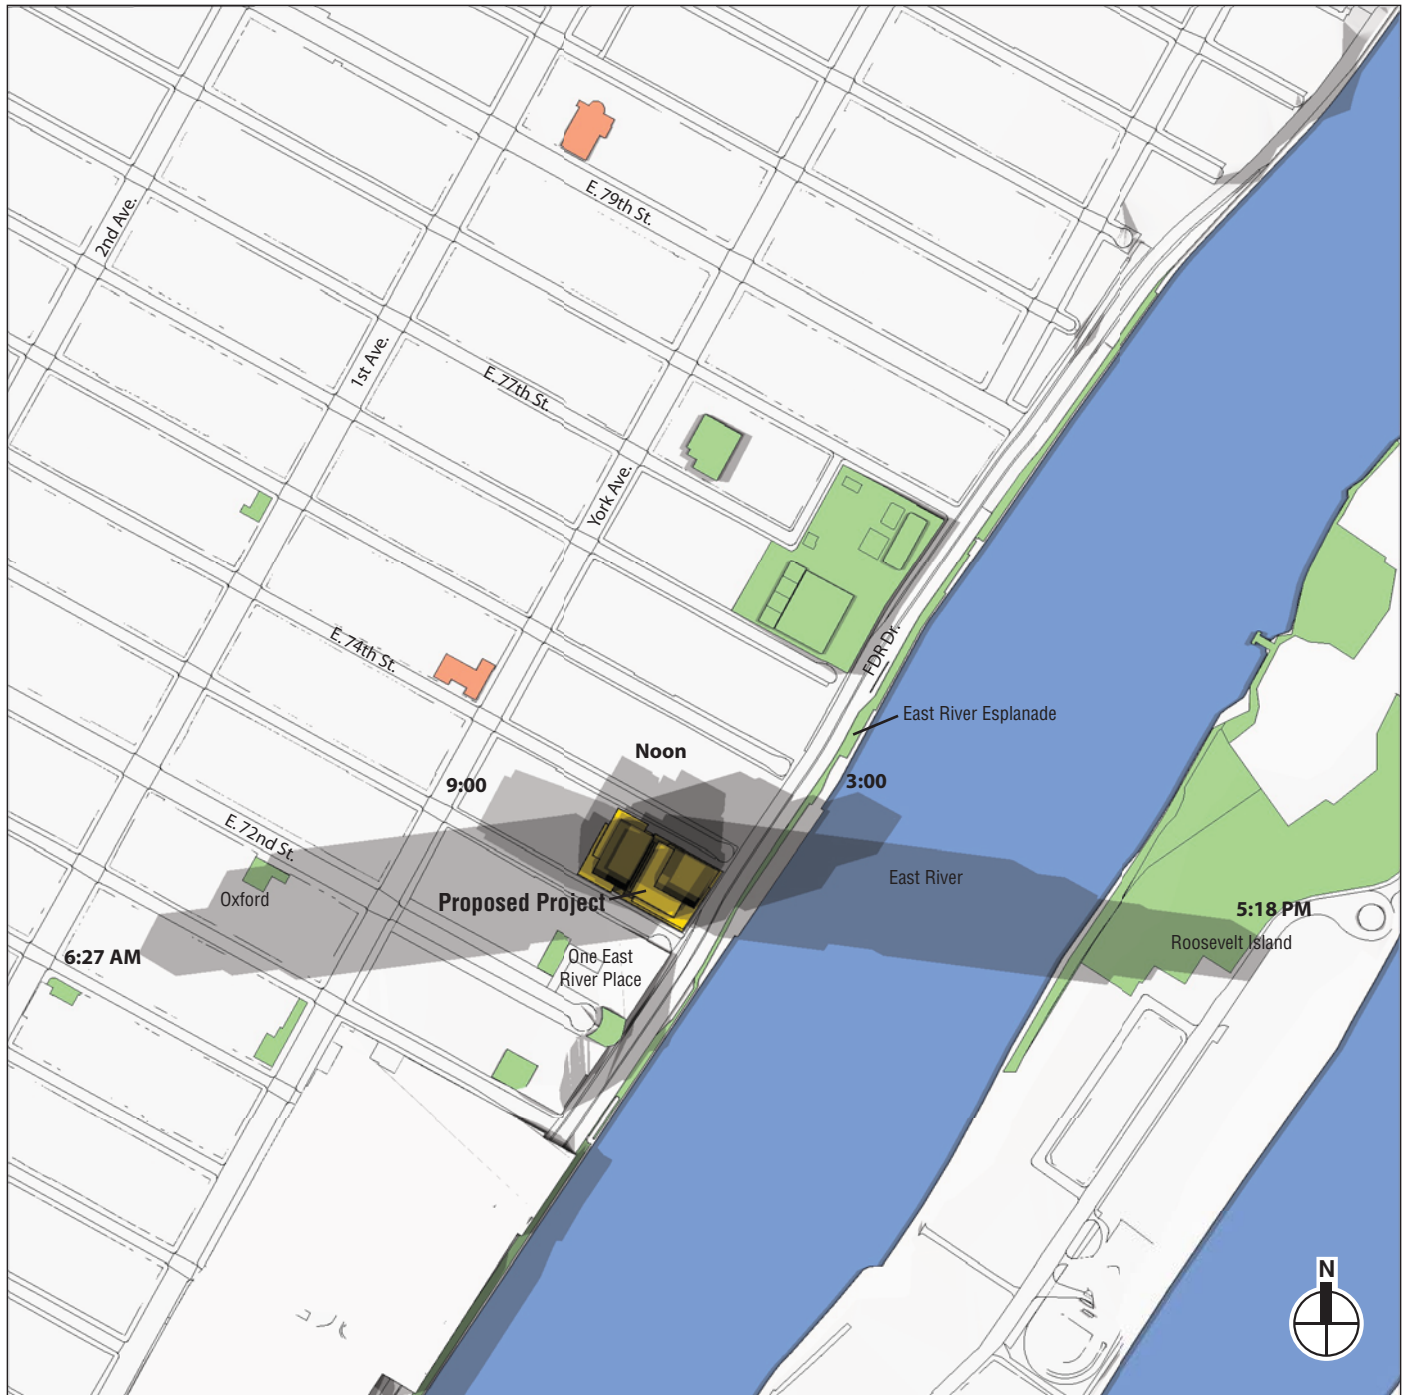 E. 79th St.
2nd Ave.
1st Ave.
E. 77th St.
York Ave.
E. 74th St.
FDR Dr.
East River Esplanade
Noon
9:00
3:00
E. 72nd St.
East River
Oxford
Proposed Project
5:18 PM
Roosevelt Island
6:27 AM
One East
River Place
N